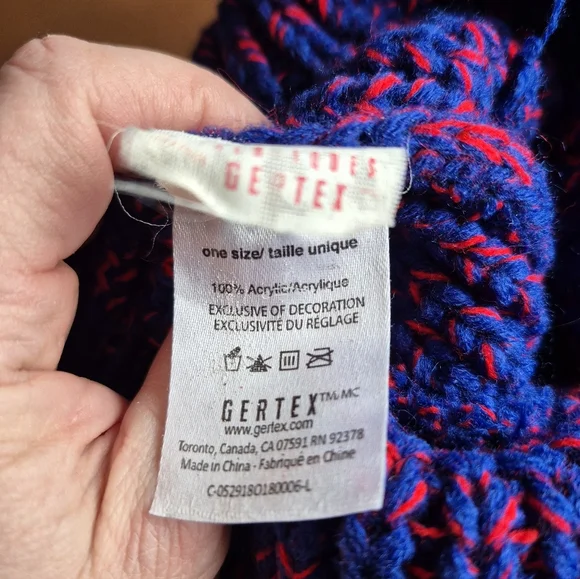 GERTEX
one size/ taille unique
100% Acrylic/Acrylique
EXCLUSIVE OF DECORATION
EXCLUSIVITÉ DU RÉGLAGE
GERTEX™ MC
www.gertex.com
Toronto, Canada, CA 07591 RN 92378
Made in China - Fabriqué en Chine
C-052918O180006-L